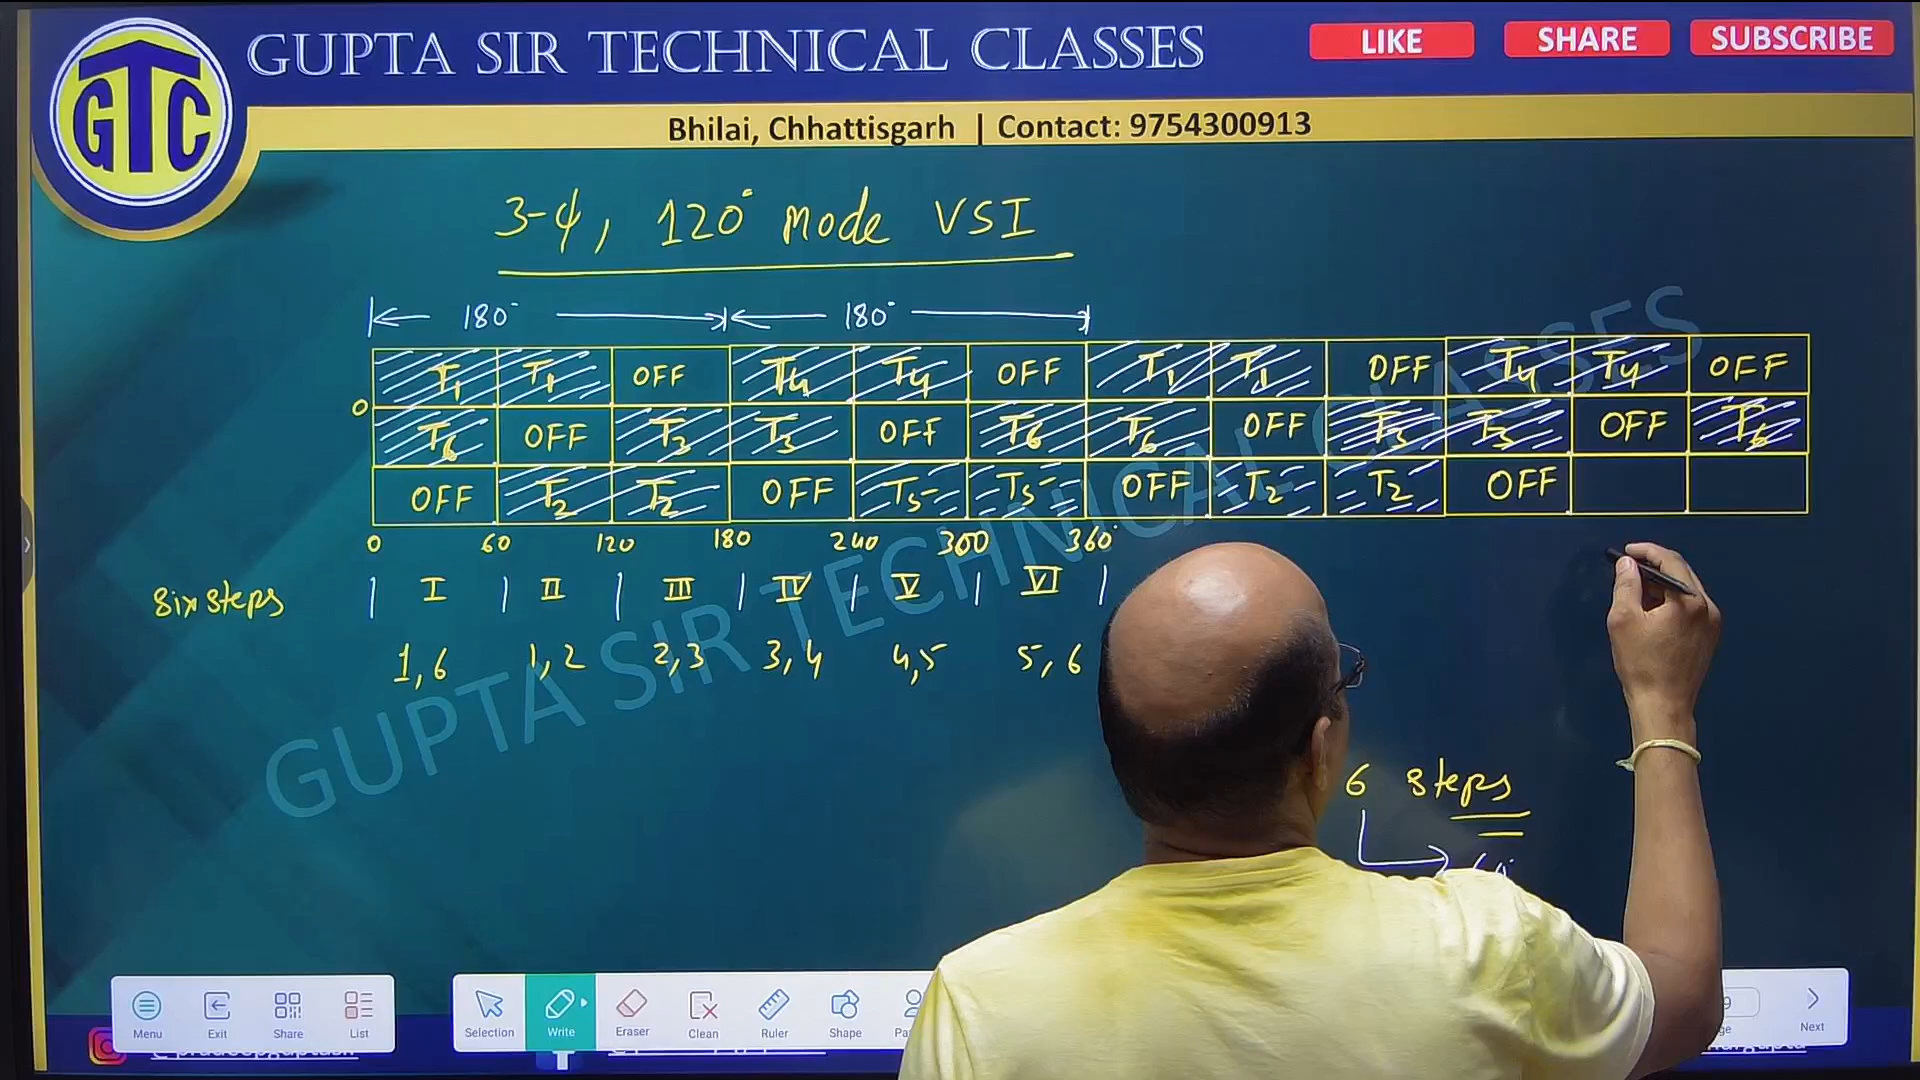 GTC
GUPTA SIR TECHNICAL CLASSES
LIKE SHARE SUBSCRIBE
Bhilai, Chhattisgarh | Contact: 9754300913
3-ϕ, 120° mode VSI
180° 180°
T1 T1 OFF T4 T4 OFF T1 T1 OFF T4 T4 OFF
0
T6 OFF T3 T3 OFF T6 T6 OFF T3 T3 OFF T6
OFF T2 T2 OFF T5 T5 OFF T2 T2 OFF
0 60 120 180 240 300 360°
six steps | I | II | III | IV | V | VI |
1,6 1,2 2,3 3,4 4,5 5,6
GUPTA SIR TECHNICAL CLASSES
6 steps
Menu Exit Share List Selection Write Eraser Clean Ruler Shape Next